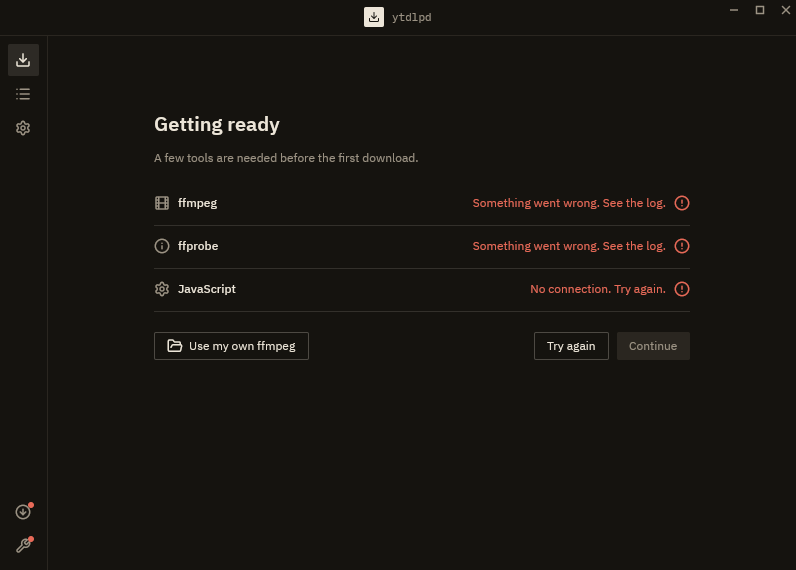 ytdlpd
Getting ready
A few tools are needed before the first download.
ffmpeg Something went wrong. See the log.
ffprobe Something went wrong. See the log.
JavaScript No connection. Try again.
Use my own ffmpeg Try again Continue